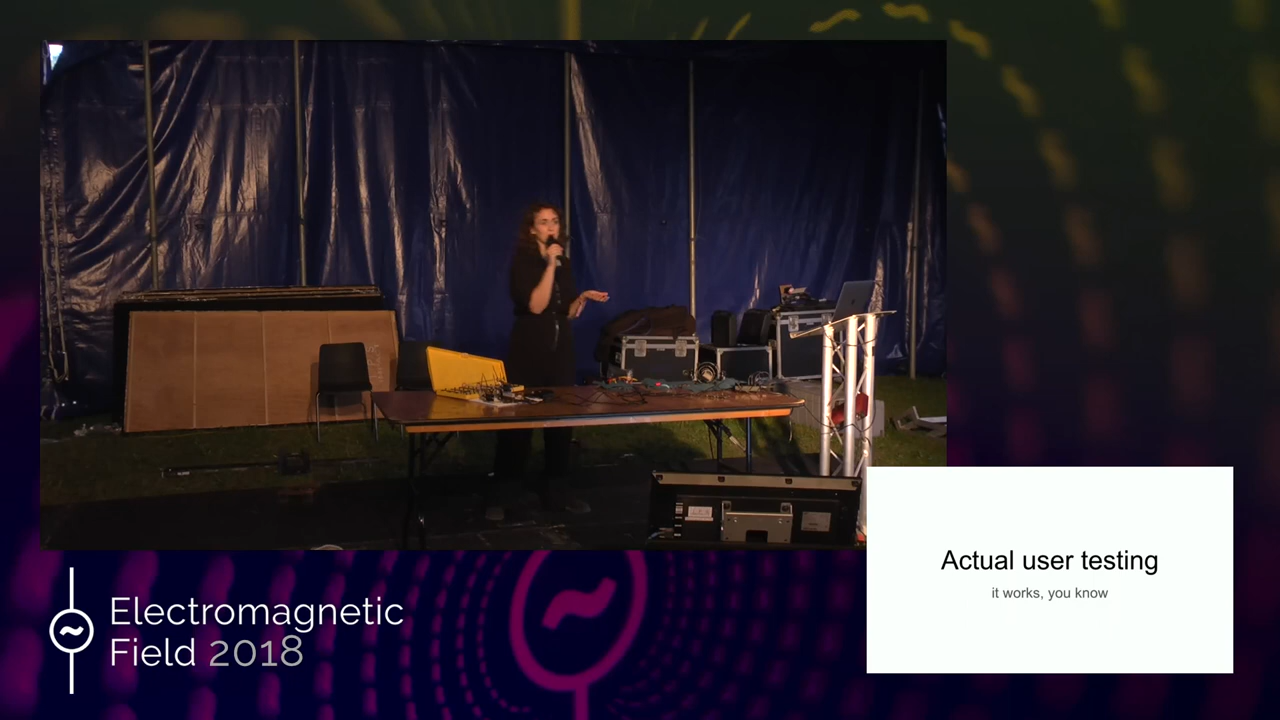 Actual user testing
it works, you know
Electromagnetic
Field 2018